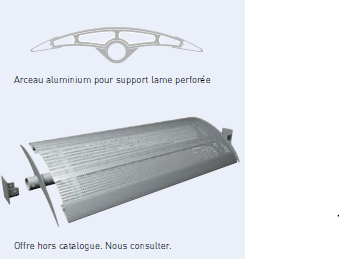 Arceau aluminium pour support lame perforée
Offre hors catalogue. Nous consulter.